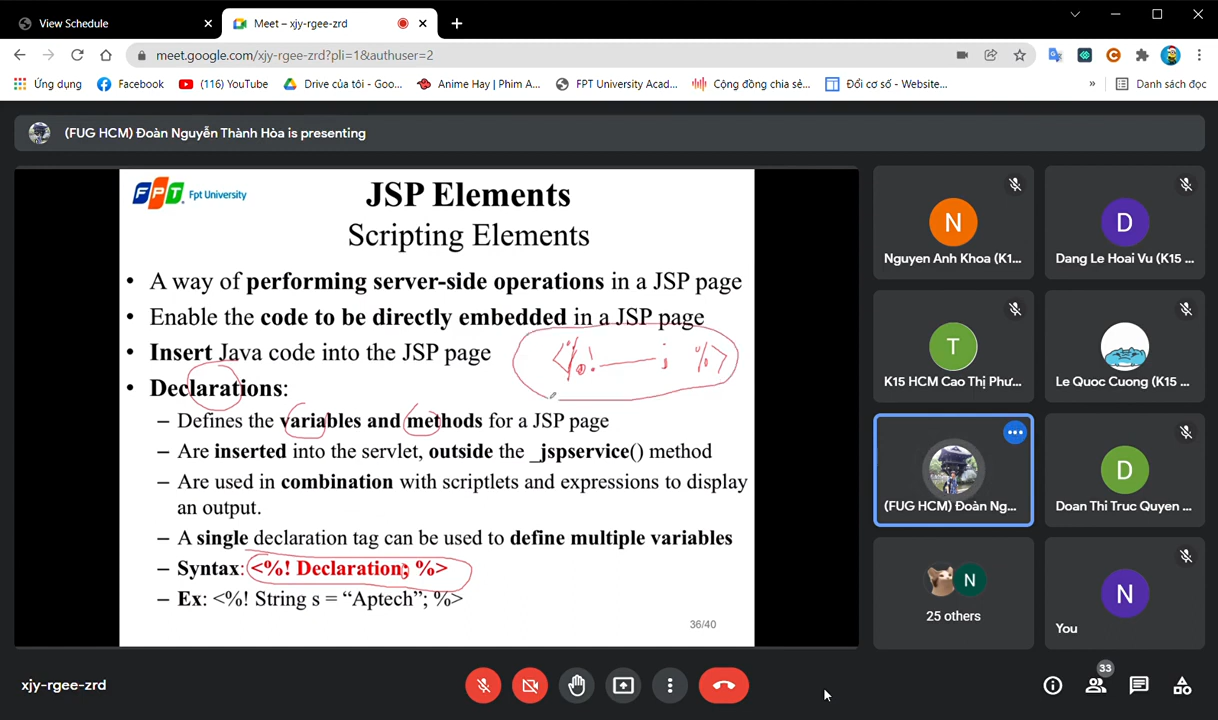 View Schedule
Meet – xjy-rgee-zrd
meet.google.com/xjy-rgee-zrd?pli=1&authuser=2
Ứng dụng
Facebook
(116) YouTube
Drive của tôi - Goo...
Anime Hay | Phim A...
FPT University Acad...
Cộng đồng chia sẻ...
Đổi cơ số - Website...
»
Danh sách đọc
(FUG HCM) Đoàn Nguyễn Thành Hòa is presenting
FPT Fpt University
JSP Elements
Scripting Elements
• A way of performing server-side operations in a JSP page
• Enable the code to be directly embedded in a JSP page
• Insert Java code into the JSP page
<%! ; %>
• Declarations:
– Defines the variables and methods for a JSP page
– Are inserted into the servlet, outside the _jspservice() method
– Are used in combination with scriptlets and expressions to display
an output.
– A single declaration tag can be used to define multiple variables
– Syntax: <%! Declaration; %>
– Ex: <%! String s = “Aptech”; %>
36/40
N
Nguyen Anh Khoa (K1...
D
Dang Le Hoai Vu (K15 ...
T
K15 HCM Cao Thị Phư...
Le Quoc Cuong (K15 ...
(FUG HCM) Đoàn Ng...
D
Doan Thi Truc Quyen ...
N
25 others
N
You
xjy-rgee-zrd
33